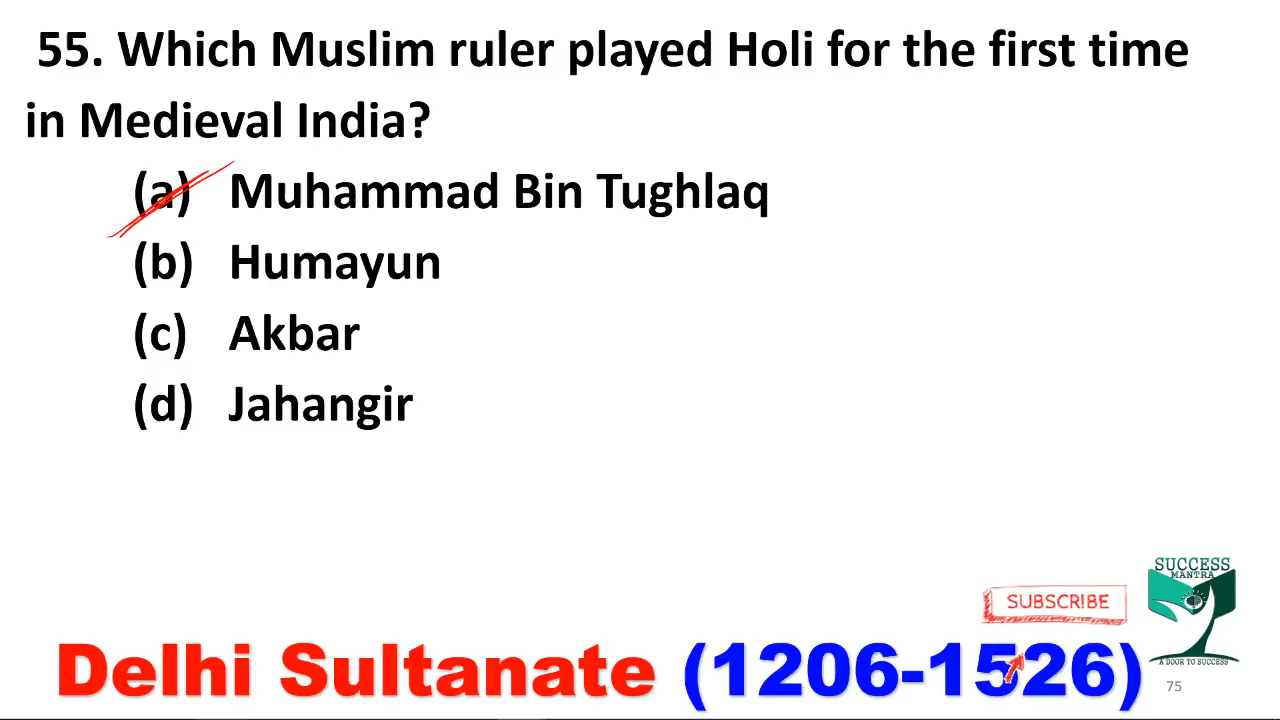 55. Which Muslim ruler played Holi for the first time
in Medieval India?
(a) Muhammad Bin Tughlaq
(b) Humayun
(c) Akbar
(d) Jahangir
SUCCESS
MANTRA
A DOOR TO SUCCESS
SUBSCRIBE
Delhi Sultanate (1206-1526)
75